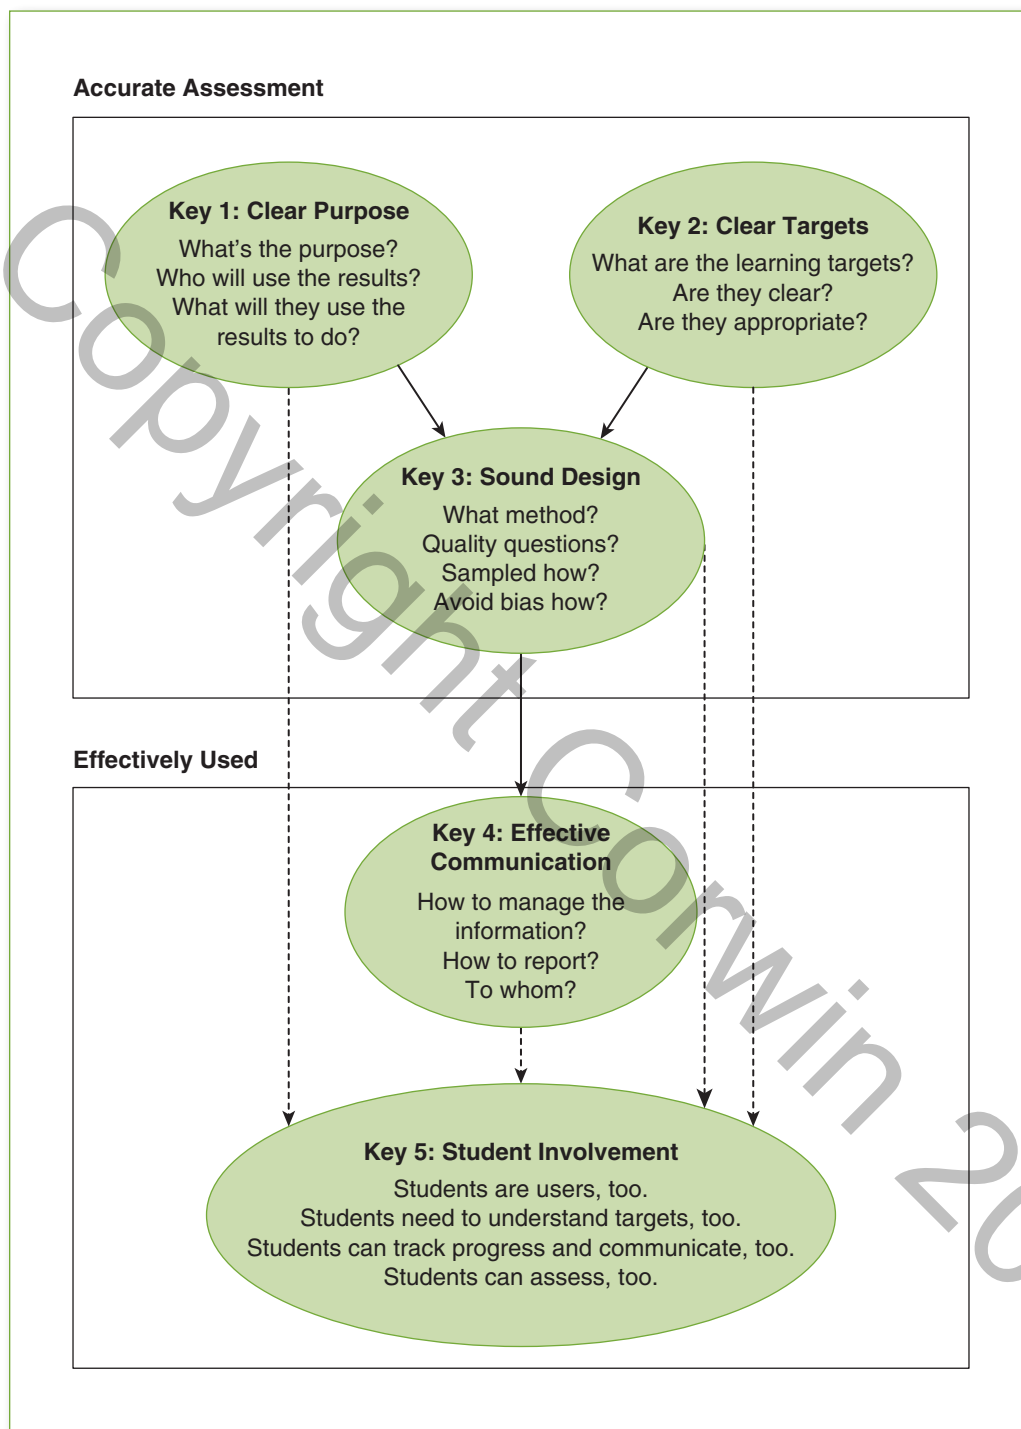 Accurate Assessment
Key 1: Clear Purpose
What's the purpose?
Who will use the results?
What will they use the
results to do?
Key 2: Clear Targets
What are the learning targets?
Are they clear?
Are they appropriate?
Key 3: Sound Design
What method?
Quality questions?
Sampled how?
Avoid bias how?
Effectively Used
Key 4: Effective
Communication
How to manage the
information?
How to report?
To whom?
Key 5: Student Involvement
Students are users, too.
Students need to understand targets, too.
Students can track progress and communicate, too.
Students can assess, too.
Copyright Corwin 20